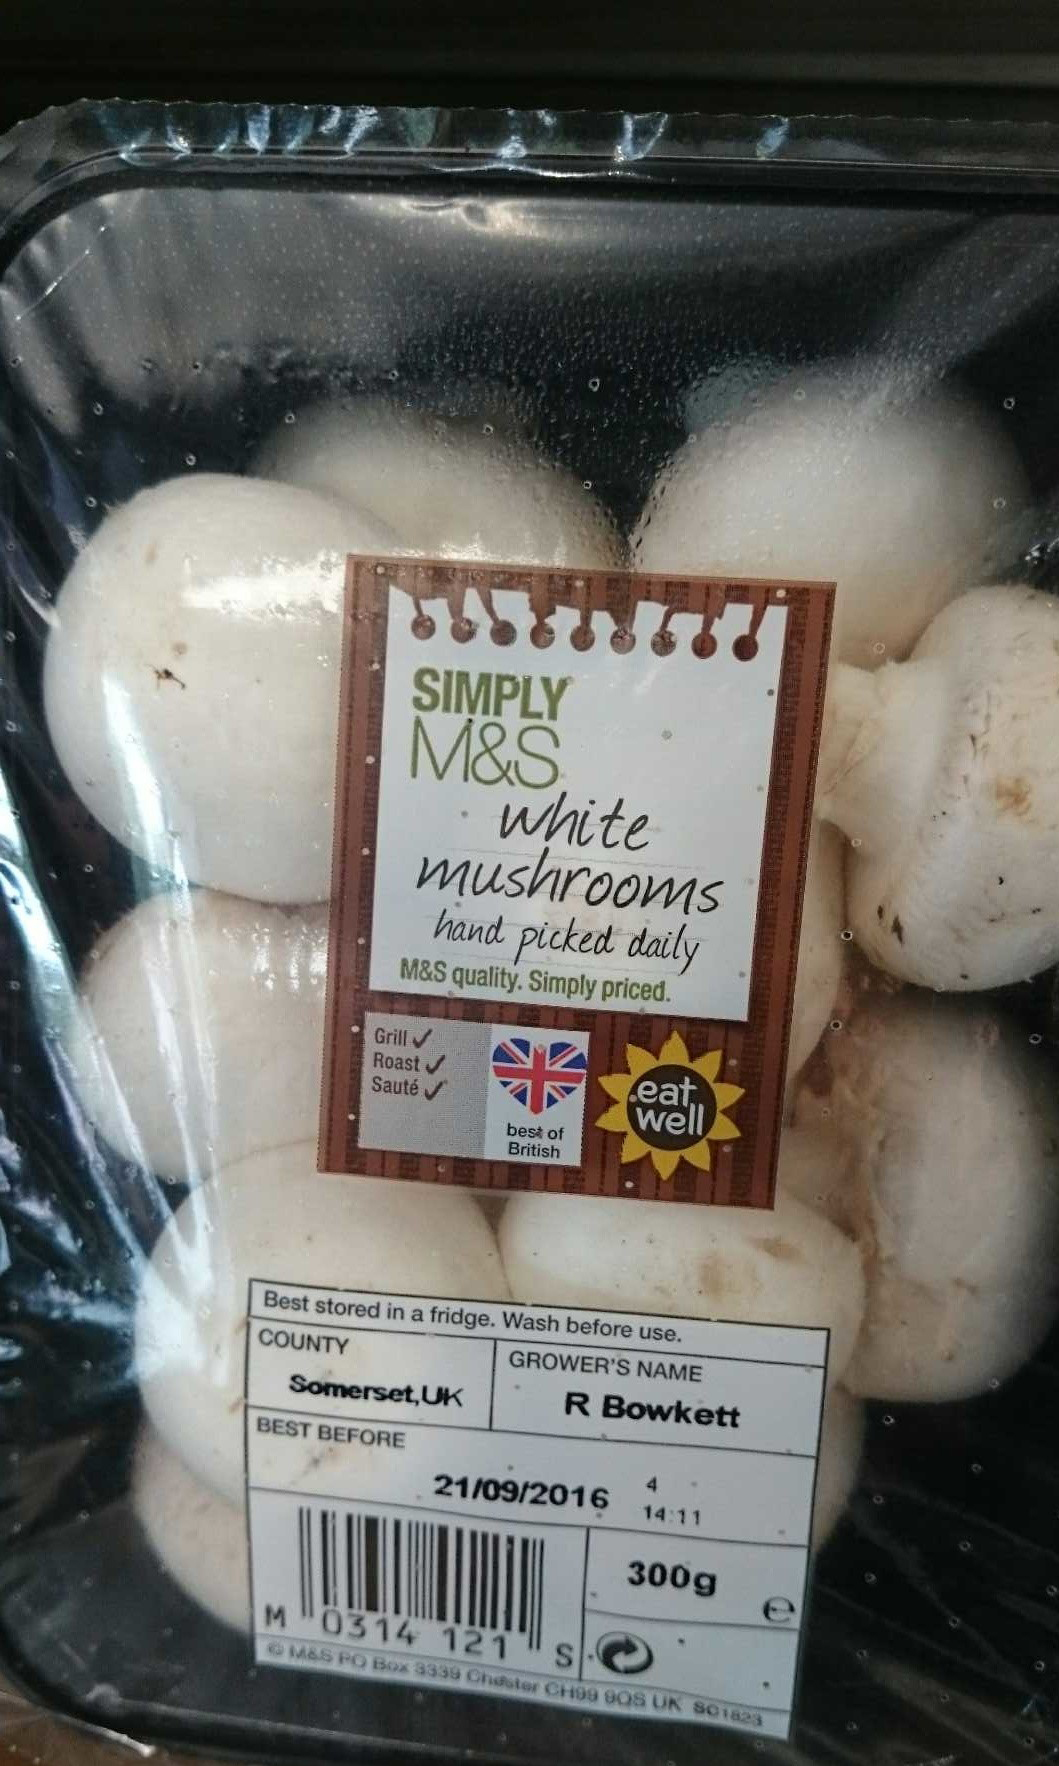 SIMPLY
M&S
white
mushrooms
hand picked daily
M&S quality. Simply priced.
Grill ✓
Roast ✓
Sauté ✓
best of
British
eat
well
Best stored in a fridge. Wash before use.
COUNTY
Somerset,UK
GROWER'S NAME
R Bowkett
BEST BEFORE
21/09/2016
4
14:11
M 0314 121 S
300g
e
© M&S PO Box 3339 Chester CH99 9QS UK SC1823